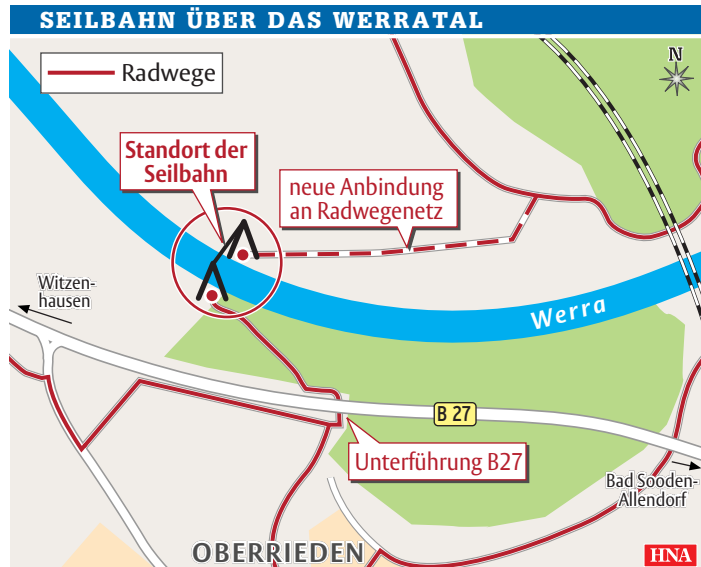 SEILBAHN ÜBER DAS WERRATAL
Radwege
N
Standort der
Seilbahn
neue Anbindung
an Radwegenetz
Witzen-
hausen
Werra
B 27
Unterführung B27
Bad Sooden-
Allendorf
OBERRIEDEN
HNA